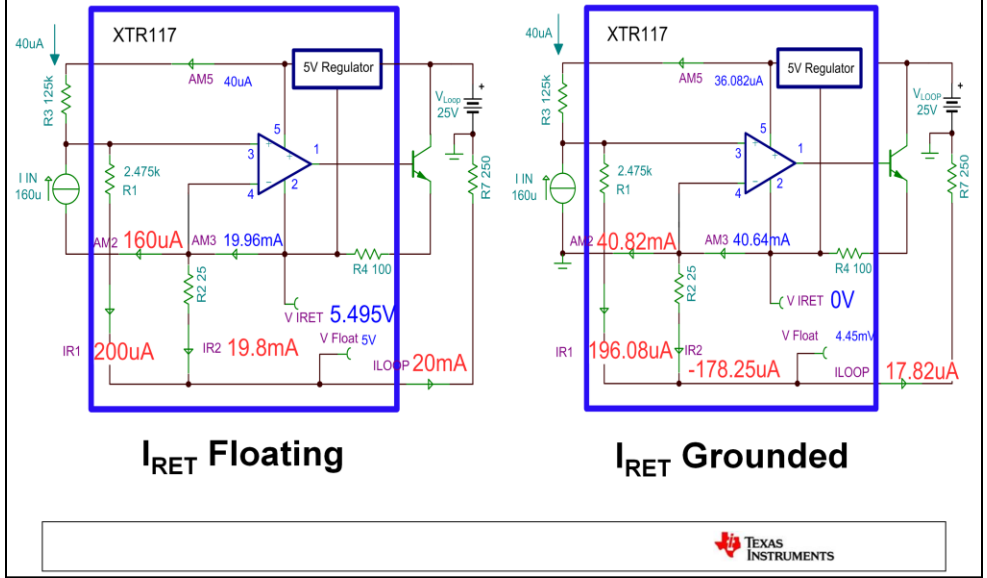 XTR117
40uA
5V Regulator
AM5 40uA
R3 125k
VLoop
25V
5
3
1
4
2
2.475k
R1
R7 250
I IN
160u
AM2 160uA
AM3 19.96mA
R4 100
R2 25
V IRET 5.495V
V Float 5V
IR1 200uA
IR2 19.8mA
ILOOP 20mA
IRET Floating
XTR117
40uA
5V Regulator
AM5 36.082uA
R3 125k
VLoop
25V
5
3
1
4
2
2.475k
R1
R7 250
I IN
160u
AM2 40.82mA
AM3 40.64mA
R4 100
R2 25
V IRET 0V
V Float 4.45mV
IR1 196.08uA
IR2 -178.25uA
ILOOP 17.82uA
IRET Grounded
TEXAS
INSTRUMENTS